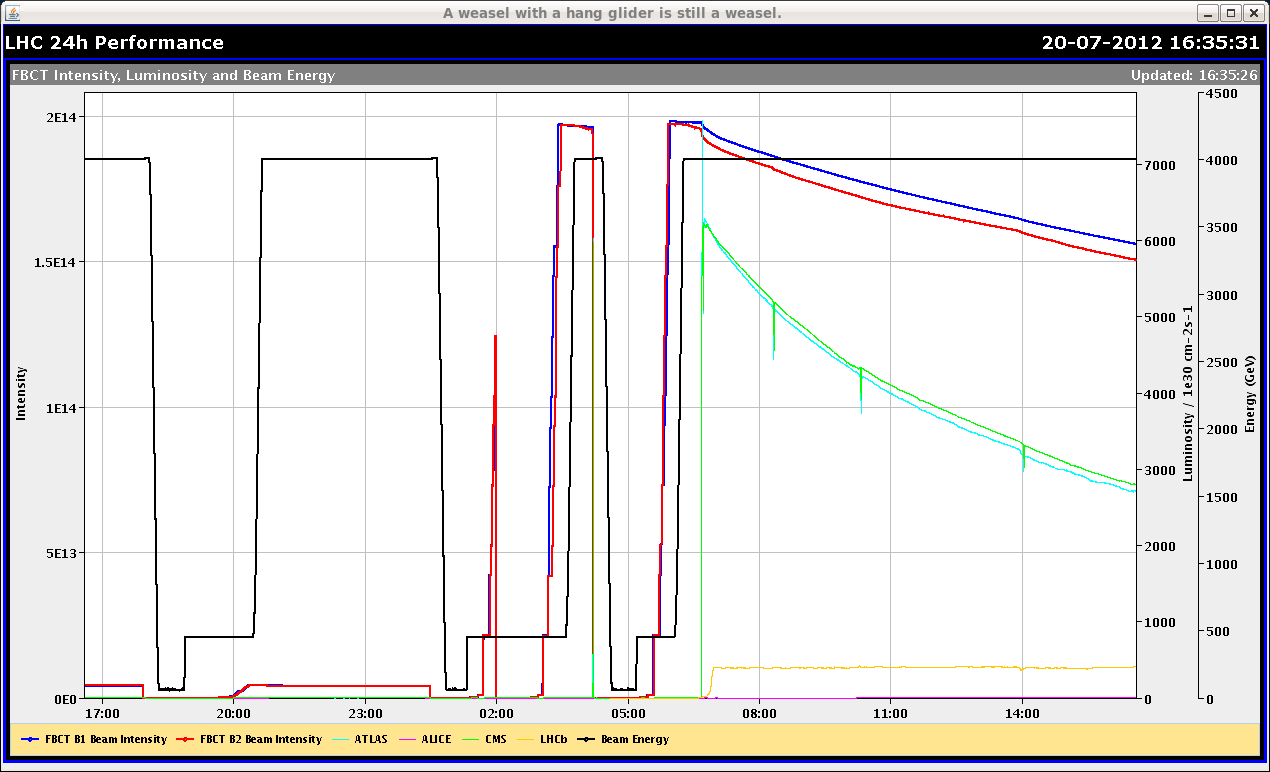 A weasel with a hang glider is still a weasel.
LHC 24h Performance 20-07-2012 16:35:31
FBCT Intensity, Luminosity and Beam Energy Updated: 16:35:26
Intensity
2E14
1.5E14
1E14
5E13
0E0
7000
6000
5000
4000
3000
2000
1000
0
Luminosity / 1e30 cm-2s-1
4500
4000
3500
3000
2500
2000
1500
1000
500
0
Energy (GeV)
17:00 20:00 23:00 02:00 05:00 08:00 11:00 14:00
FBCT B1 Beam Intensity FBCT B2 Beam Intensity ATLAS ALICE CMS LHCb Beam Energy